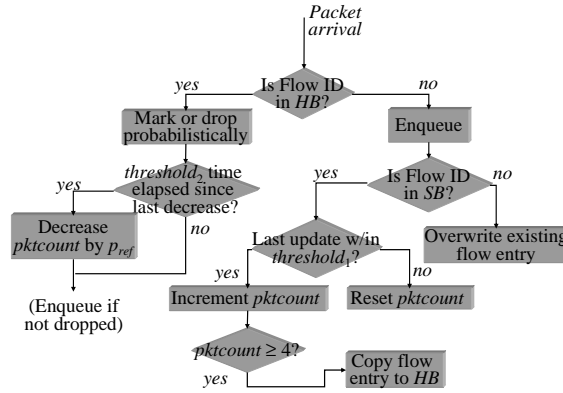 Packet
arrival
yes
Is Flow ID
in HB?
no
Mark or drop
probabilistically
Enqueue
threshold2 time
elapsed since
last decrease?
yes
no
yes
Is Flow ID
in SB?
no
Decrease
pktcount by pref
Overwrite existing
flow entry
Last update w/in
threshold1?
yes
no
(Enqueue if
not dropped)
Increment pktcount
Reset pktcount
pktcount ≥ 4?
yes
Copy flow
entry to HB